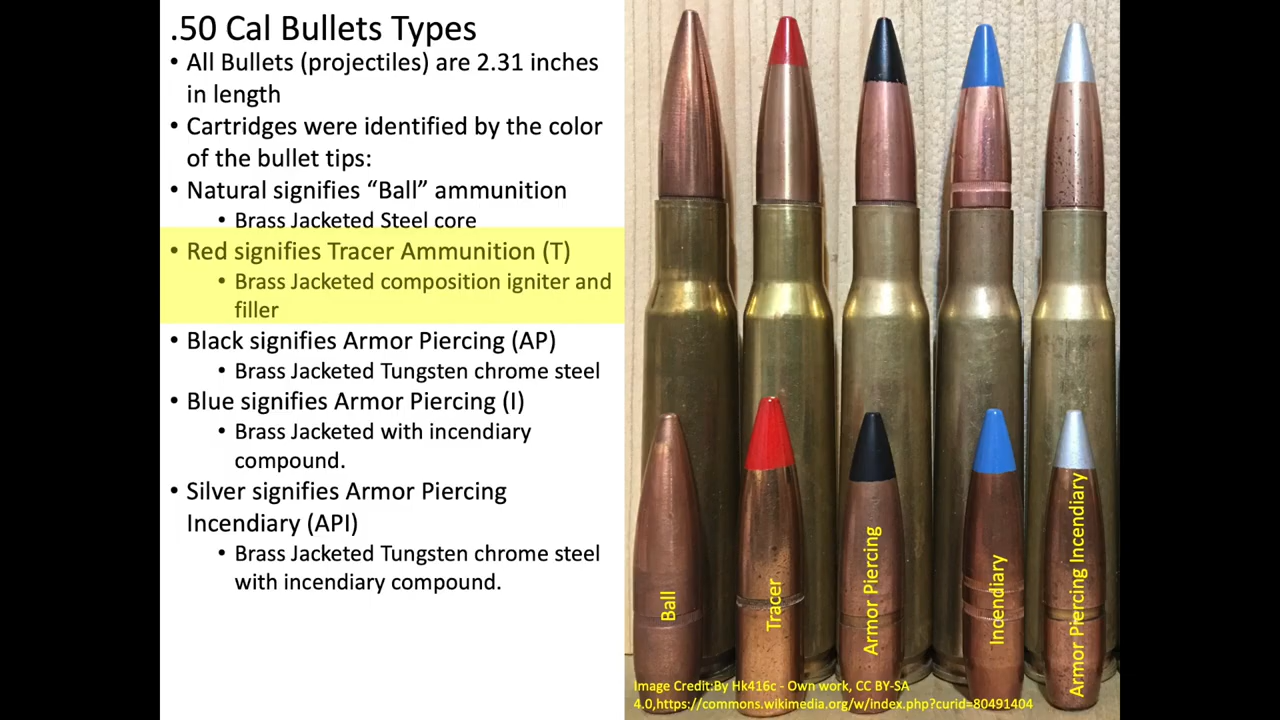 .50 Cal Bullets Types
• All Bullets (projectiles) are 2.31 inches
in length
• Cartridges were identified by the color
of the bullet tips:
• Natural signifies “Ball” ammunition
• Brass Jacketed Steel core
• Red signifies Tracer Ammunition (T)
• Brass Jacketed composition igniter and
filler
• Black signifies Armor Piercing (AP)
• Brass Jacketed Tungsten chrome steel
• Blue signifies Armor Piercing (I)
• Brass Jacketed with incendiary
compound.
• Silver signifies Armor Piercing
Incendiary (API)
• Brass Jacketed Tungsten chrome steel
with incendiary compound.
Ball
Tracer
Armor Piercing
Incendiary
Armor Piercing Incendiary
Image Credit:By Hk416c - Own work, CC BY-SA
4.0,https://commons.wikimedia.org/w/index.php?curid=80491404